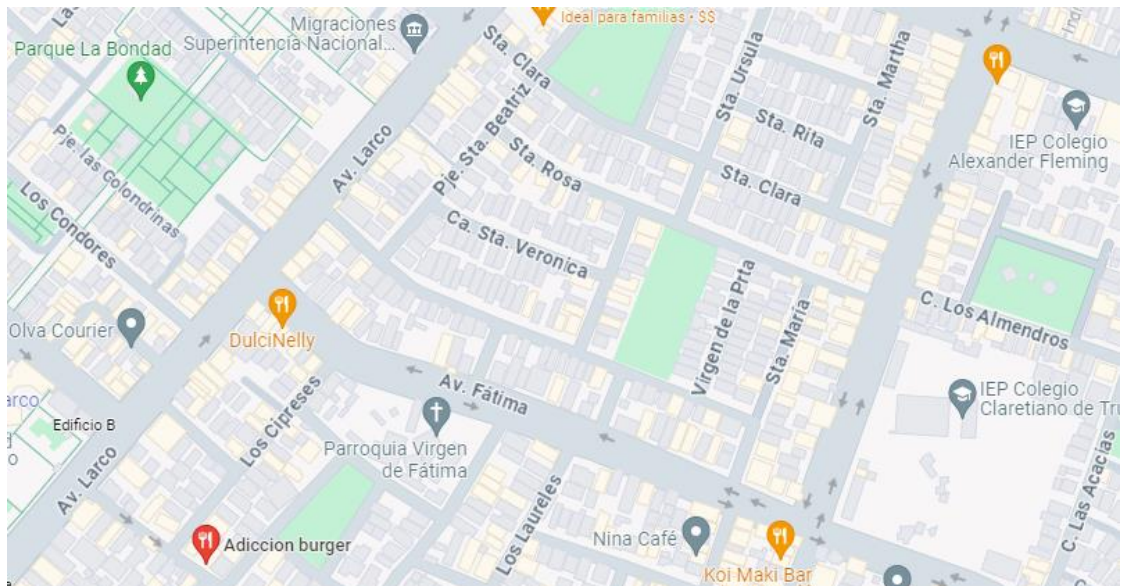 Ideal para familias • $$
Migraciones
Superintencia Nacional...
Parque La Bondad
Sta. Clara
Sta. Ursula
Sta. Martha
Sta. Rita
IEP Colegio
Alexander Fleming
Pje. Sta. Beatriz
Av. Larco
Sta. Rosa
Sta. Clara
Pje. las Golondrinas
Los Condores
Ca. Sta. Veronica
Virgen de la Prta
Sta. María
C. Los Almendros
Olva Courier
DulciNelly
Av. Fátima
IEP Colegio
Claretiano de Tru
arco
Edificio B
Los Cipreses
Parroquia Virgen
de Fátima
Av. Larco
Los Laureles
C. Las Acacias
Nina Café
Adiccion burger
Koi Maki Bar